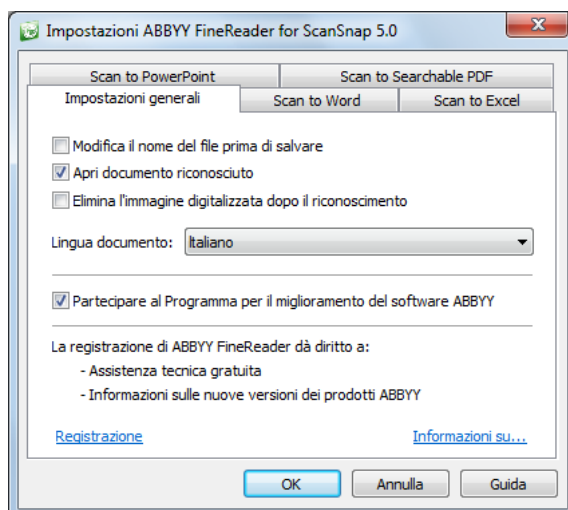 Impostazioni ABBYY FineReader for ScanSnap 5.0
Scan to PowerPoint
Scan to Searchable PDF
Impostazioni generali
Scan to Word
Scan to Excel
Modifica il nome del file prima di salvare
Apri documento riconosciuto
Elimina l'immagine digitalizzata dopo il riconoscimento
Lingua documento: Italiano
Partecipare al Programma per il miglioramento del software ABBYY
La registrazione di ABBYY FineReader dà diritto a:
- Assistenza tecnica gratuita
- Informazioni sulle nuove versioni dei prodotti ABBYY
Registrazione
Informazioni su...
OK
Annulla
Guida